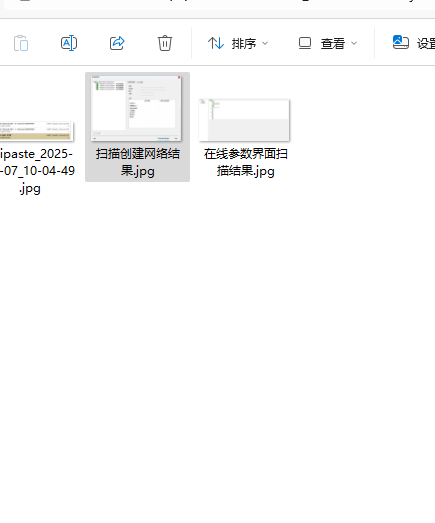 排序
查看
设置
ipaste_2025-
-07_10-04-49
.jpg
扫描创建网络结
果.jpg
在线参数界面扫
描结果.jpg